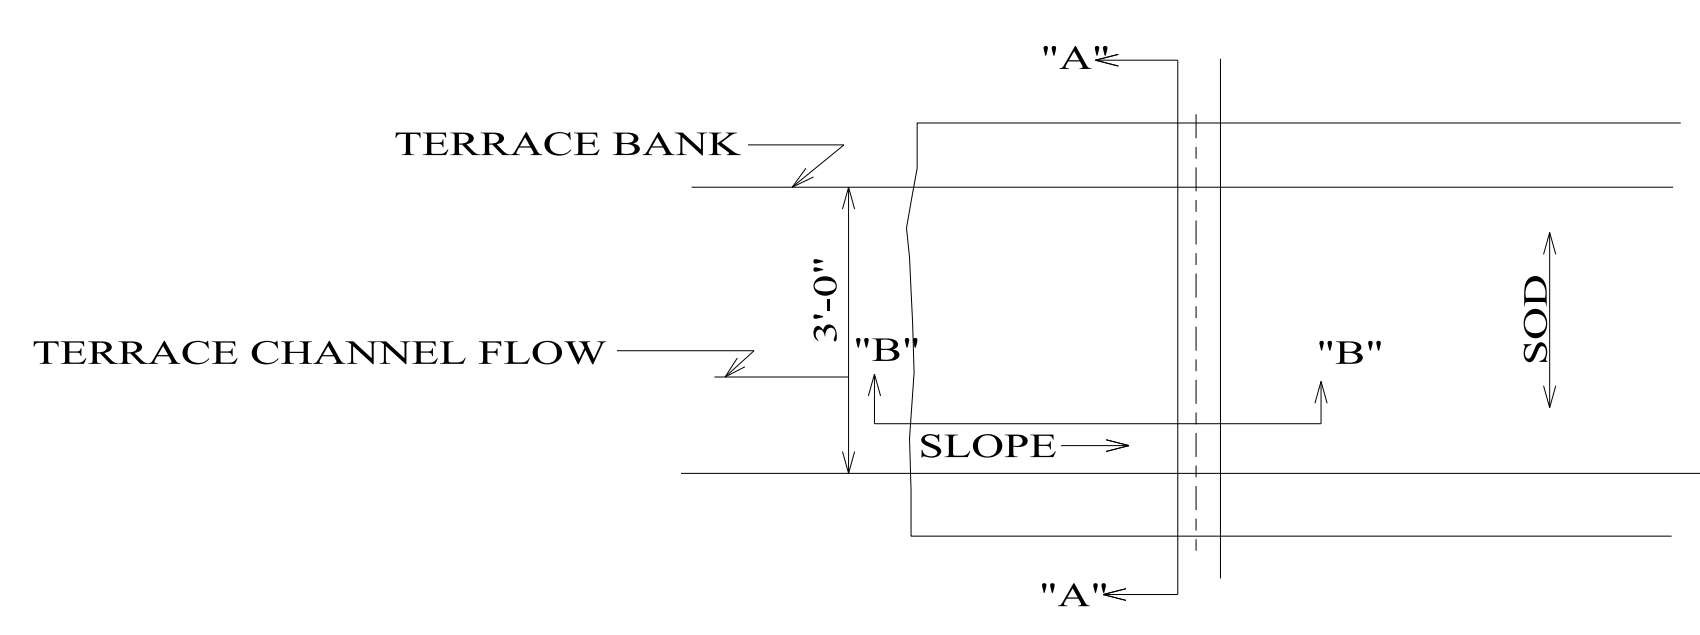 "A"
TERRACE BANK
3'-0"
SOD
TERRACE CHANNEL FLOW
"B"
"B"
SLOPE
"A"